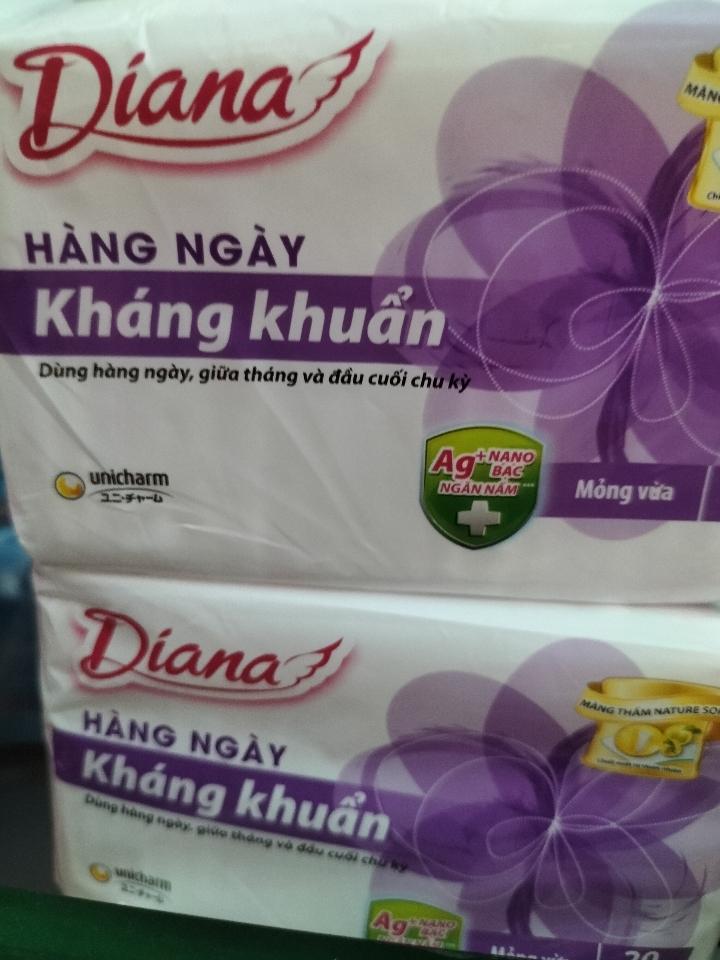 Diana
HÀNG NGÀY
Kháng khuẩn
Dùng hàng ngày, giữa tháng và đầu cuối chu kỳ
unicharm
ユニ・チャーム
Ag+ NANO
BẠC
NGĂN NẤM
Mỏng vừa
Diana
MÀNG THẤM NATURE
HÀNG NGÀY
Kháng khuẩn
Dùng hàng ngày, giữa tháng và đầu cuối chu kỳ
unicharm
ユニ・チャーム
Ag+ NANO
BẠC
Mỏng vừa
20